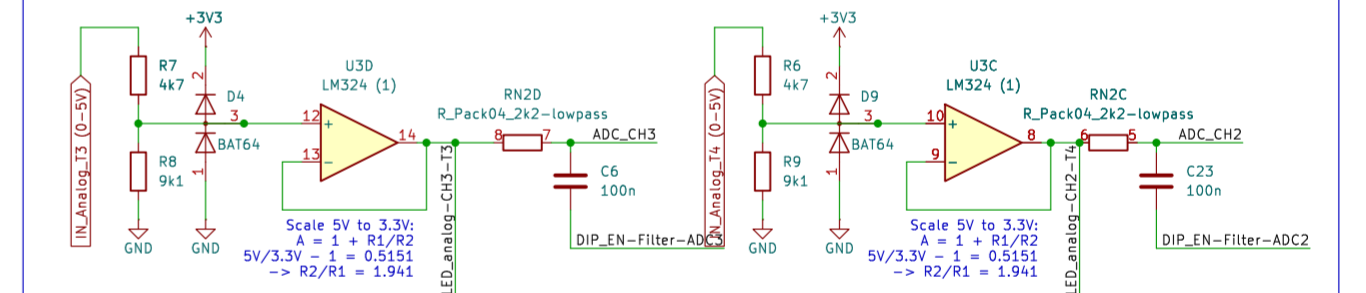 +3V3
+3V3
R7
4k7
2
D4
3
BAT64
1
R8
9k1
GND
GND
IN_Analog_T3 (0-5V)
U3D
LM324 (1)
12
+
13
-
14
Scale 5V to 3.3V:
A = 1 + R1/R2
5V/3.3V - 1 = 0.5151
-> R2/R1 = 1.941
LED_analog-CH3-T3
RN2D
R_Pack04_2k2-lowpass
8
7
ADC_CH3
C6
100n
DIP_EN-Filter-ADC3
IN_Analog_T4 (0-5V)
R6
4k7
2
D9
3
BAT64
1
R9
9k1
GND
GND
U3C
LM324 (1)
10
+
9
-
8
Scale 5V to 3.3V:
A = 1 + R1/R2
5V/3.3V - 1 = 0.5151
-> R2/R1 = 1.941
LED_analog-CH2-T4
RN2C
R_Pack04_2k2-lowpass
6
5
ADC_CH2
C23
100n
DIP_EN-Filter-ADC2